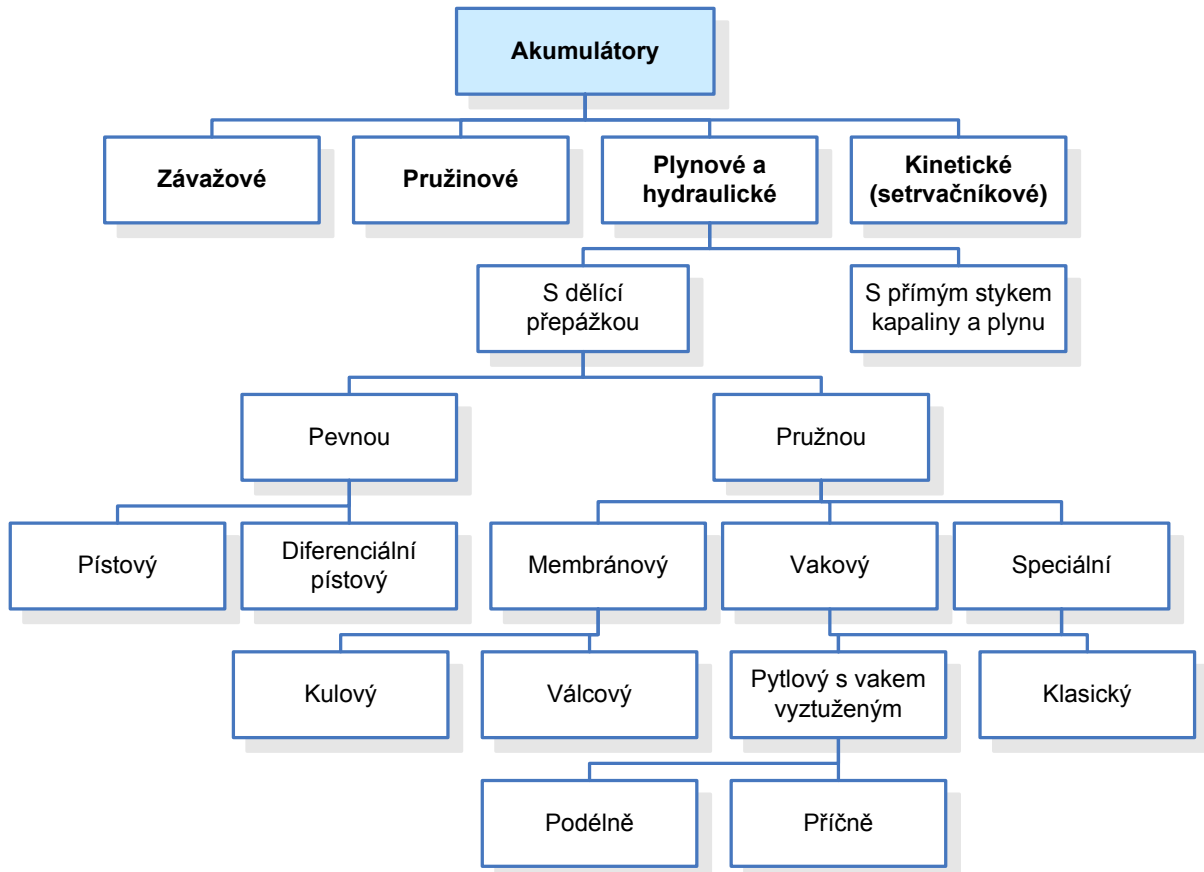 Akumulátory
Závažové
Pružinové
Plynové a
hydraulické
Kinetické
(setrvačníkové)
S dělící
přepážkou
S přímým stykem
kapaliny a plynu
Pevnou
Pružnou
Pístový
Diferenciální
pístový
Membránový
Vakový
Speciální
Kulový
Válcový
Pytlový s vakem
vyztuženým
Klasický
Podélně
Příčně